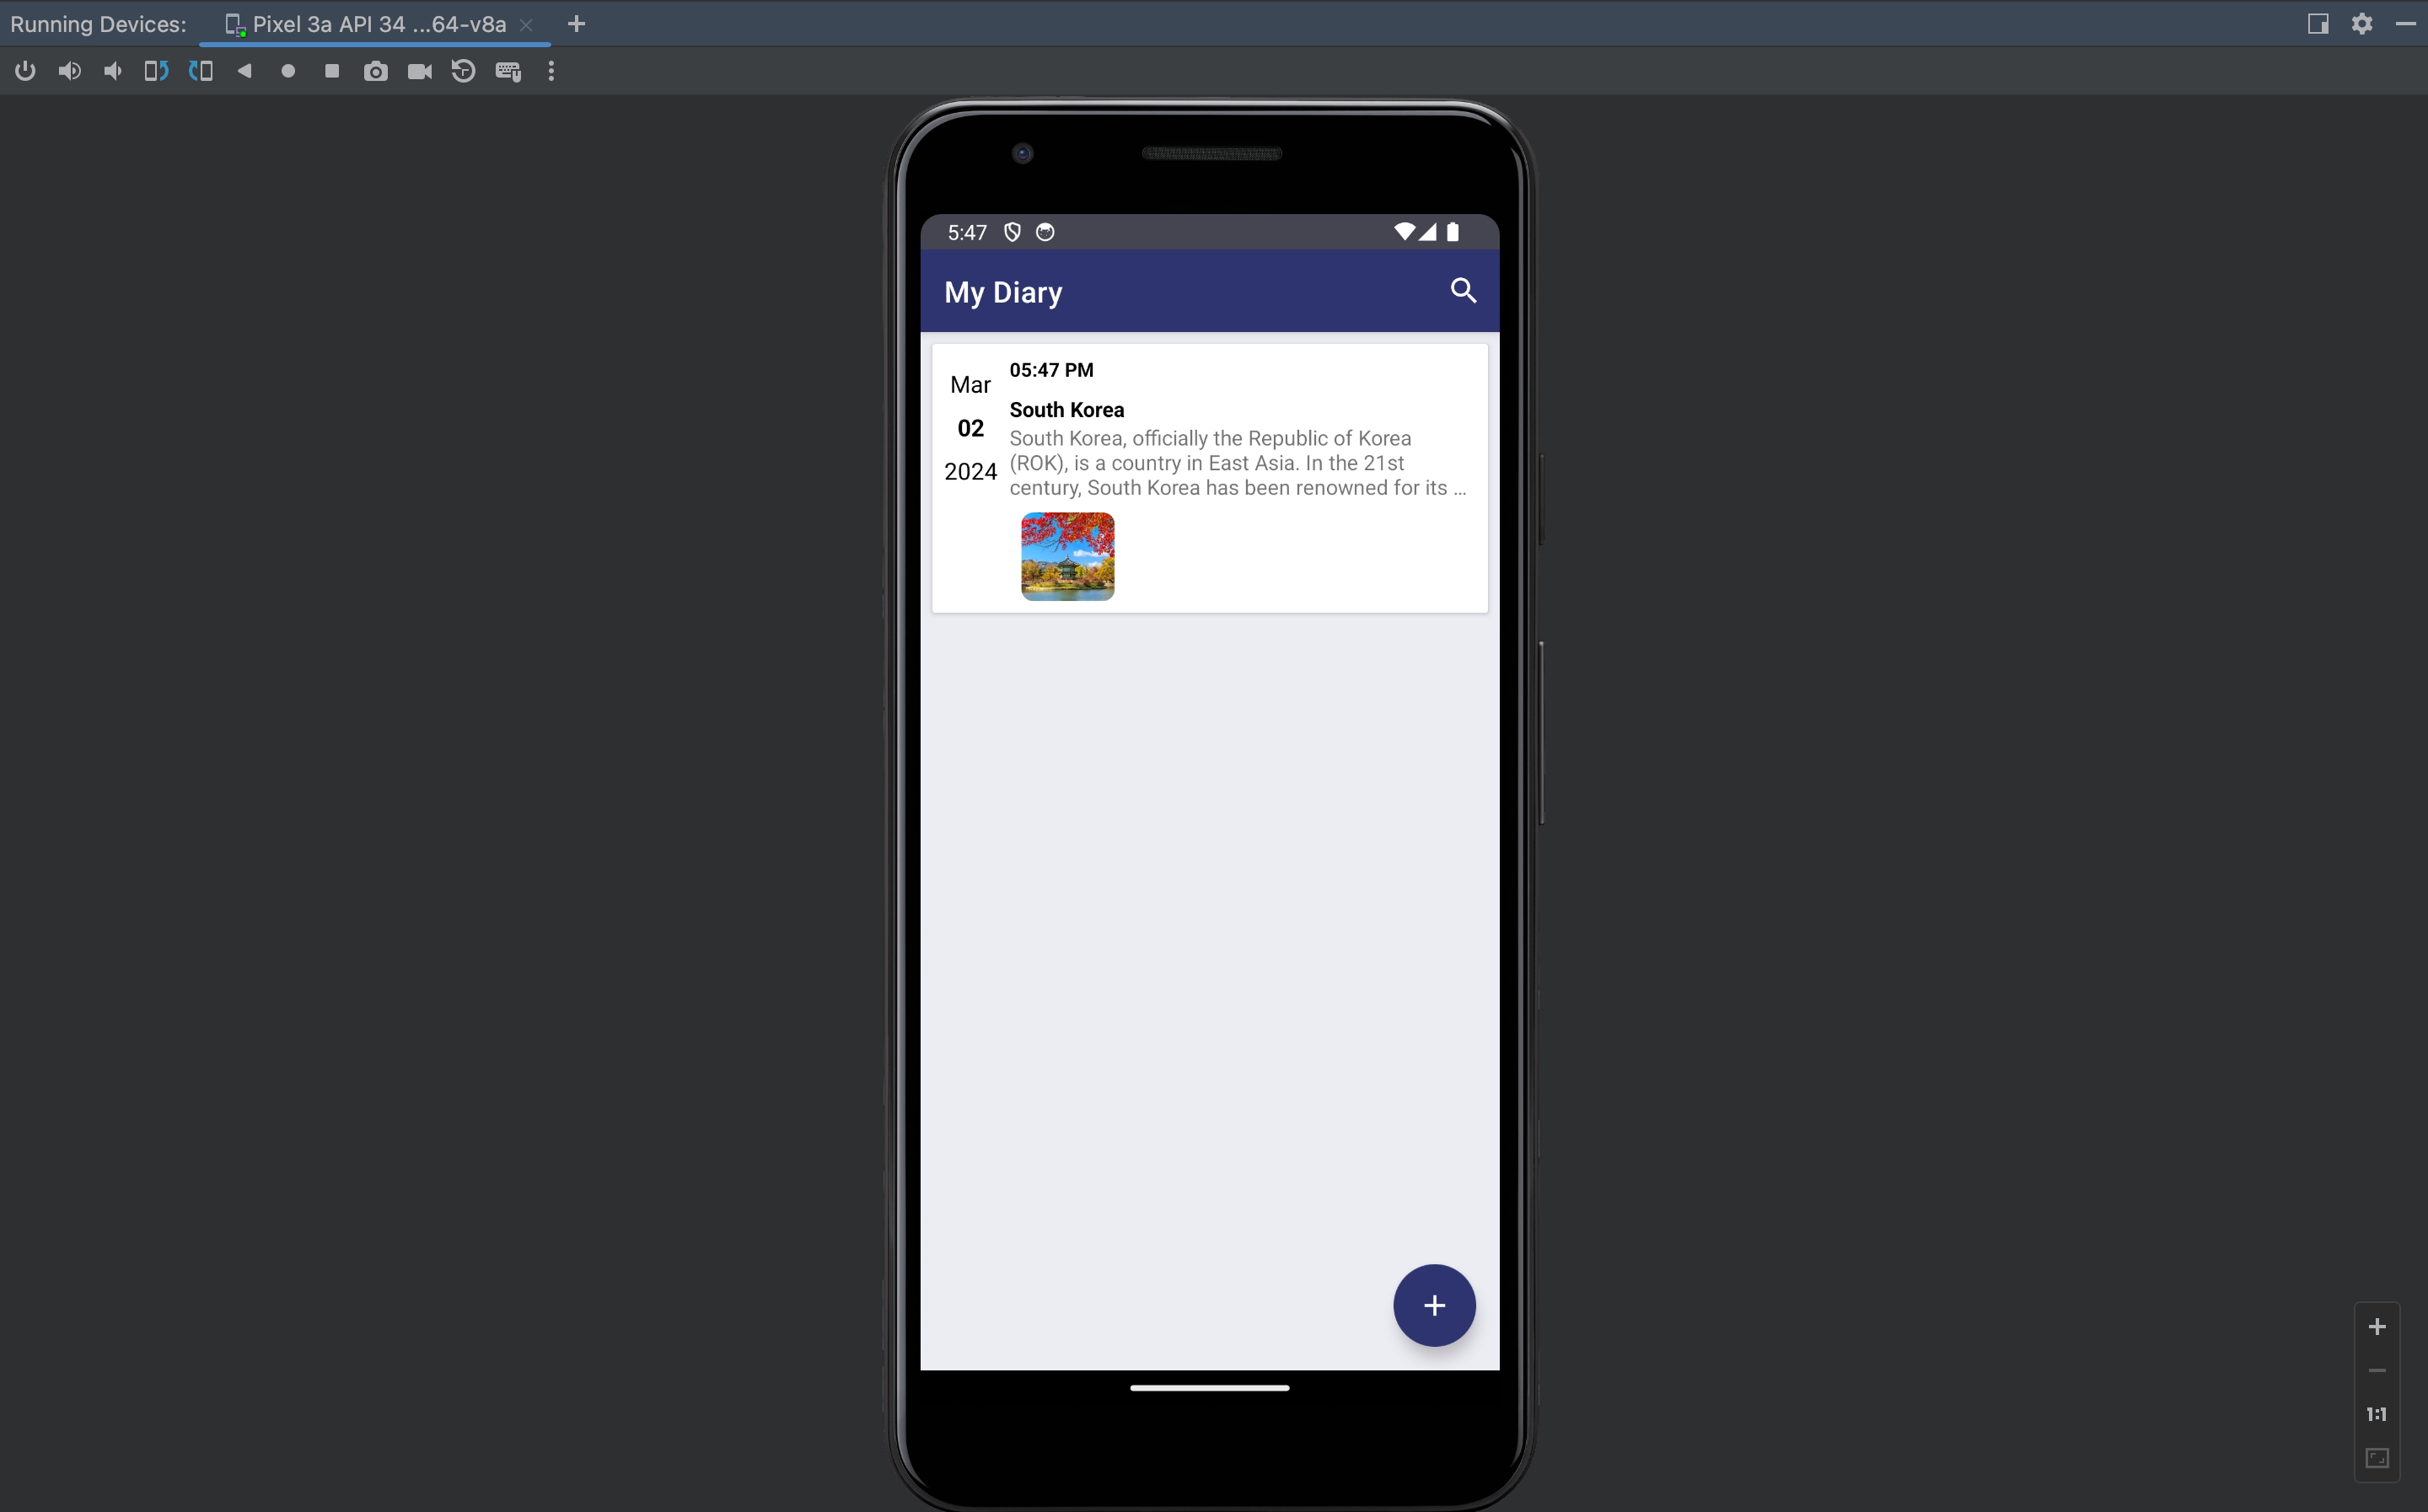 Running Devices:
Pixel 3a API 34 ...64-v8a
5:47
My Diary
Mar
02
2024
05:47 PM
South Korea
South Korea, officially the Republic of Korea
(ROK), is a country in East Asia. In the 21st
century, South Korea has been renowned for its ...
1:1